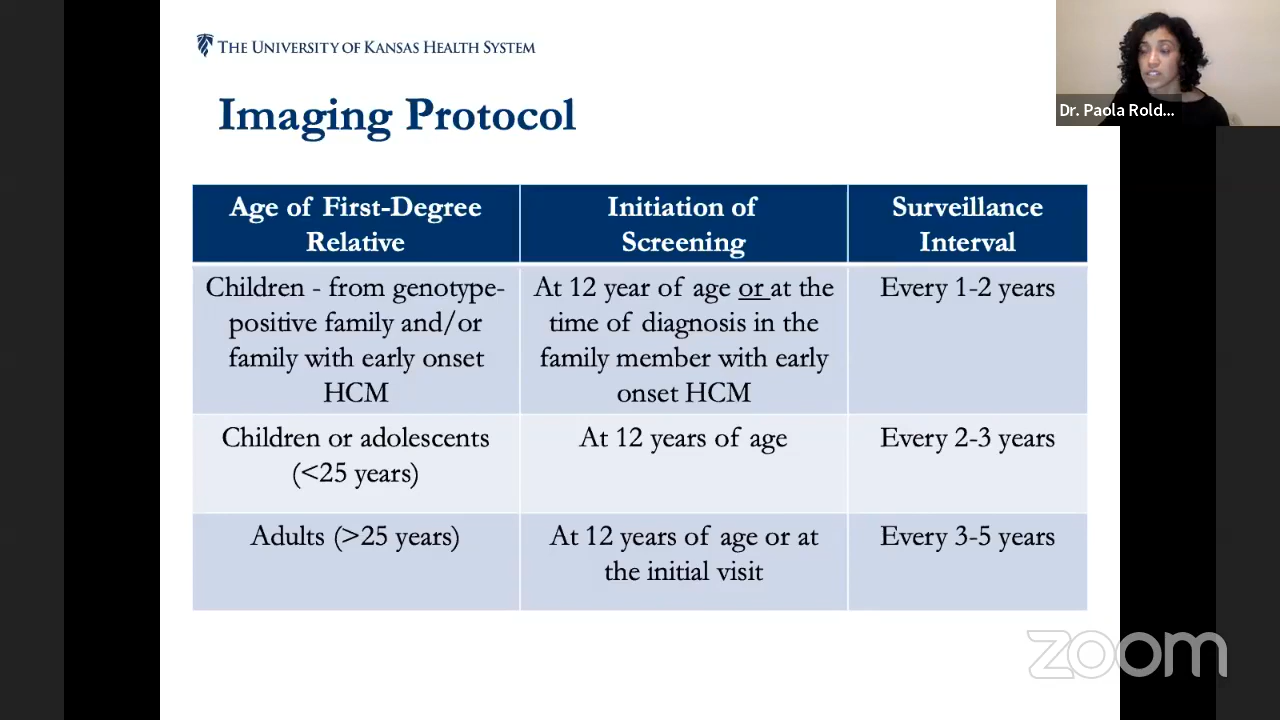 THE UNIVERSITY OF KANSAS HEALTH SYSTEM
Dr. Paola Rold...
Imaging Protocol
Age of First-Degree
Relative
Initiation of
Screening
Surveillance
Interval
Children - from genotype-
positive family and/or
family with early onset
HCM
At 12 year of age or at the
time of diagnosis in the
family member with early
onset HCM
Every 1-2 years
Children or adolescents
(<25 years)
At 12 years of age
Every 2-3 years
Adults (>25 years)
At 12 years of age or at
the initial visit
Every 3-5 years
zoom